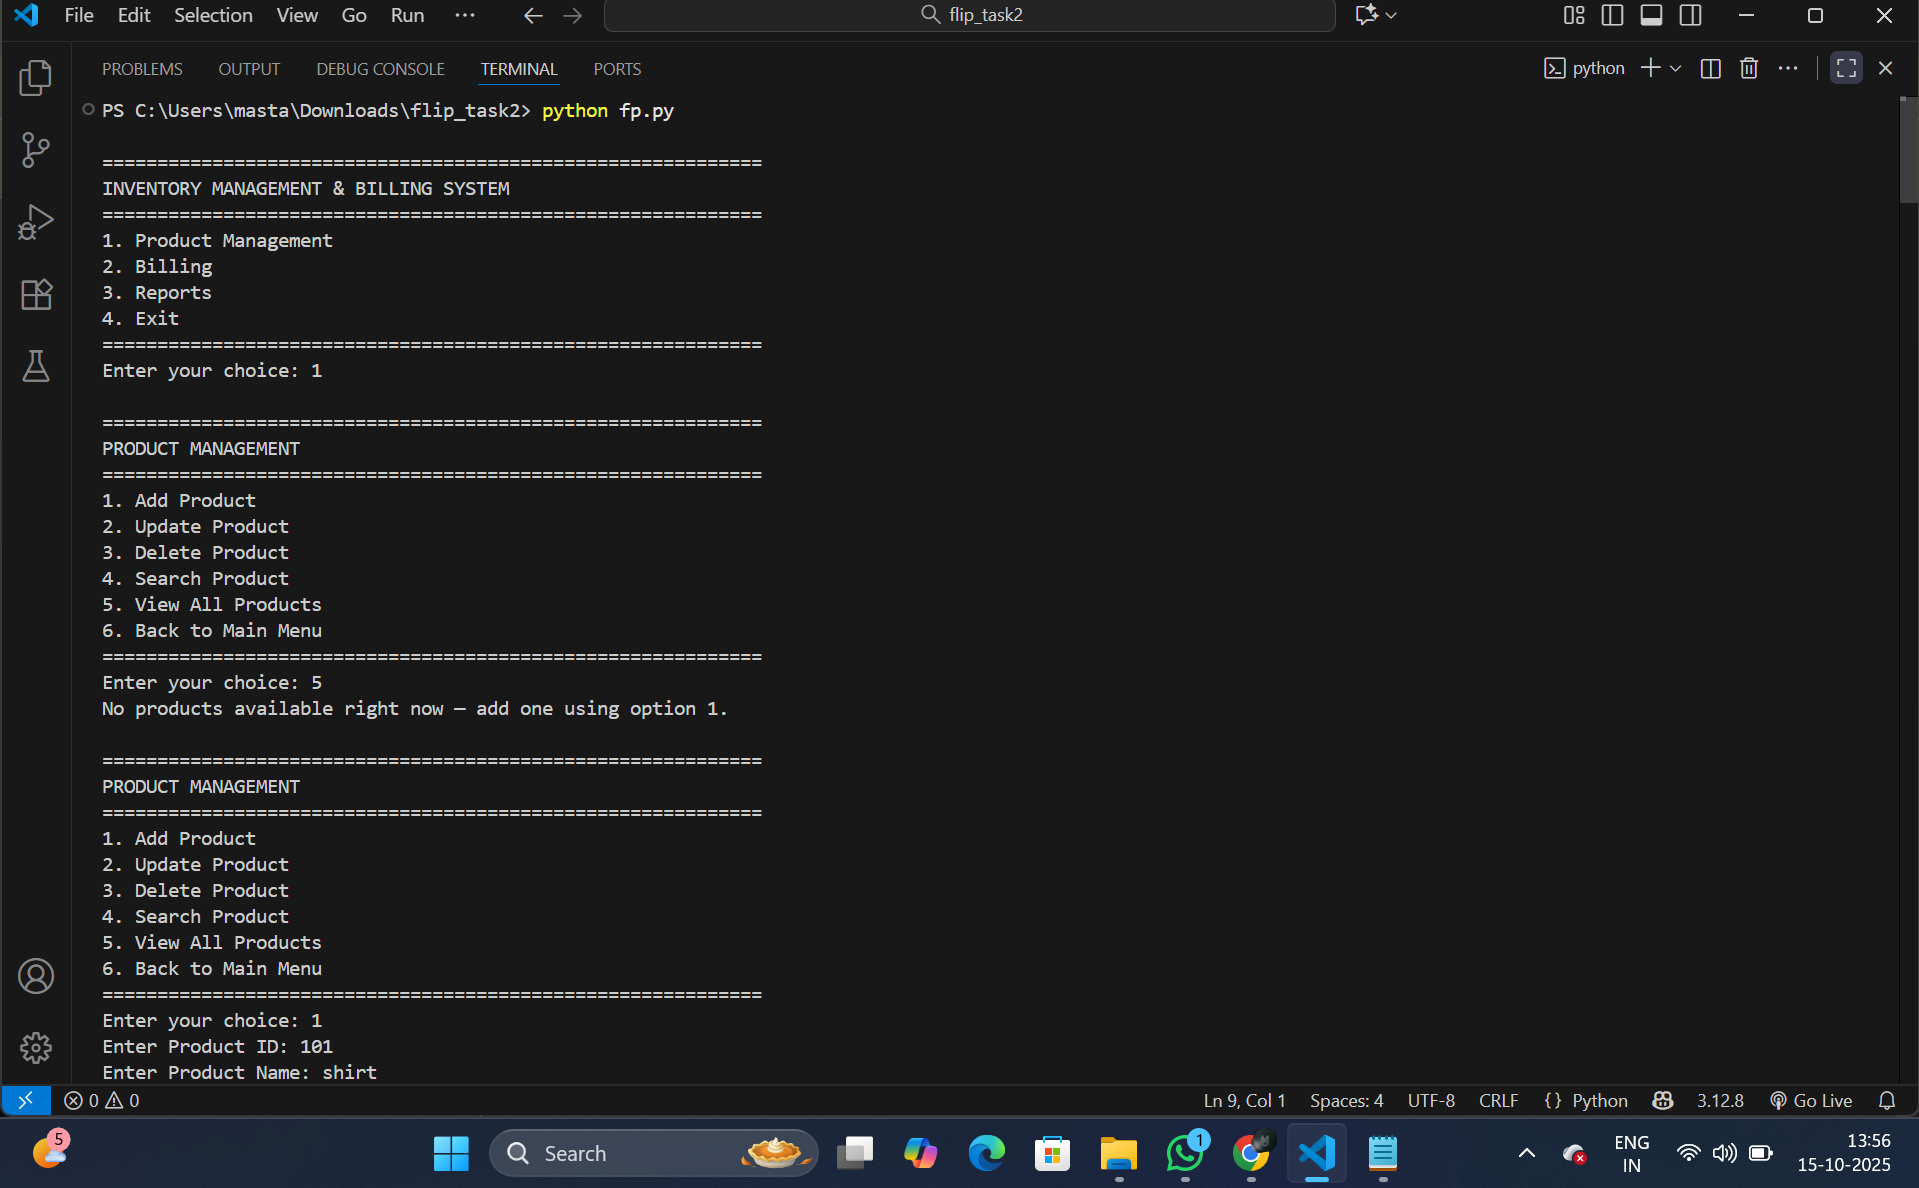 File Edit Selection View Go Run ··· flip_task2
PROBLEMS OUTPUT DEBUG CONSOLE TERMINAL PORTS python
PS C:\Users\masta\Downloads\flip_task2> python fp.py
============================================================
INVENTORY MANAGEMENT & BILLING SYSTEM
============================================================
1. Product Management
2. Billing
3. Reports
4. Exit
============================================================
Enter your choice: 1
============================================================
PRODUCT MANAGEMENT
============================================================
1. Add Product
2. Update Product
3. Delete Product
4. Search Product
5. View All Products
6. Back to Main Menu
============================================================
Enter your choice: 5
No products available right now — add one using option 1.
============================================================
PRODUCT MANAGEMENT
============================================================
1. Add Product
2. Update Product
3. Delete Product
4. Search Product
5. View All Products
6. Back to Main Menu
============================================================
Enter your choice: 1
Enter Product ID: 101
Enter Product Name: shirt
0 0 Ln 9, Col 1 Spaces: 4 UTF-8 CRLF {} Python 3.12.8 Go Live
5 Search 1 ENG 13:56
IN 15-10-2025